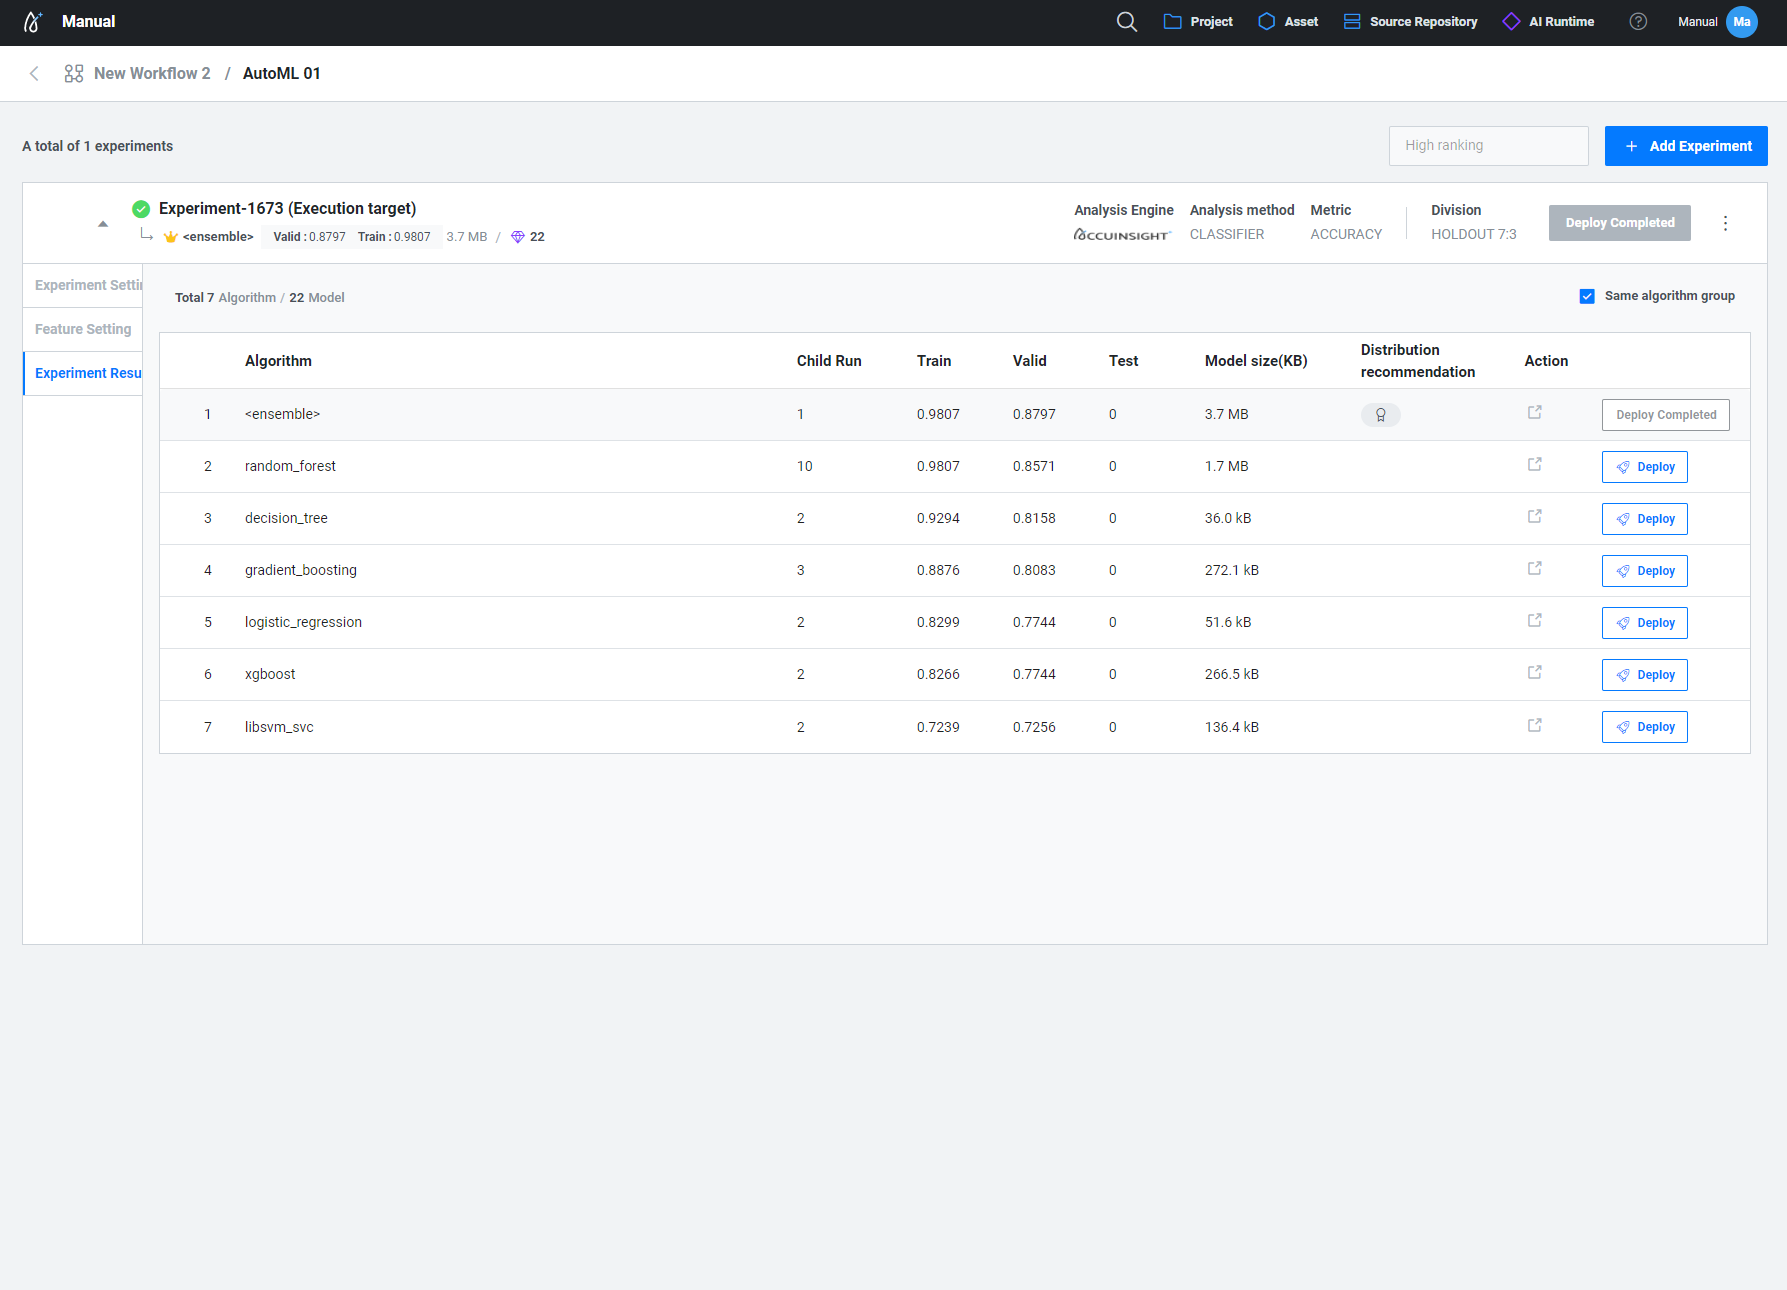 Manual
Project
Asset
Source Repository
AI Runtime
Manual
Ma
New Workflow 2 / AutoML 01
A total of 1 experiments
High ranking
+ Add Experiment
Experiment-1673 (Execution target)
<ensemble> Valid : 0.8797 Train : 0.9807 3.7 MB / 22
Analysis Engine
ACCUINSIGHT+
Analysis method
CLASSIFIER
Metric
ACCURACY
Division
HOLDOUT 7:3
Deploy Completed
Experiment Settin
Feature Setting
Experiment Resu
Total 7 Algorithm / 22 Model
Same algorithm group
Algorithm Child Run Train Valid Test Model size(KB) Distribution recommendation Action
1 <ensemble> 1 0.9807 0.8797 0 3.7 MB Deploy Completed
2 random_forest 10 0.9807 0.8571 0 1.7 MB Deploy
3 decision_tree 2 0.9294 0.8158 0 36.0 kB Deploy
4 gradient_boosting 3 0.8876 0.8083 0 272.1 kB Deploy
5 logistic_regression 2 0.8299 0.7744 0 51.6 kB Deploy
6 xgboost 2 0.8266 0.7744 0 266.5 kB Deploy
7 libsvm_svc 2 0.7239 0.7256 0 136.4 kB Deploy